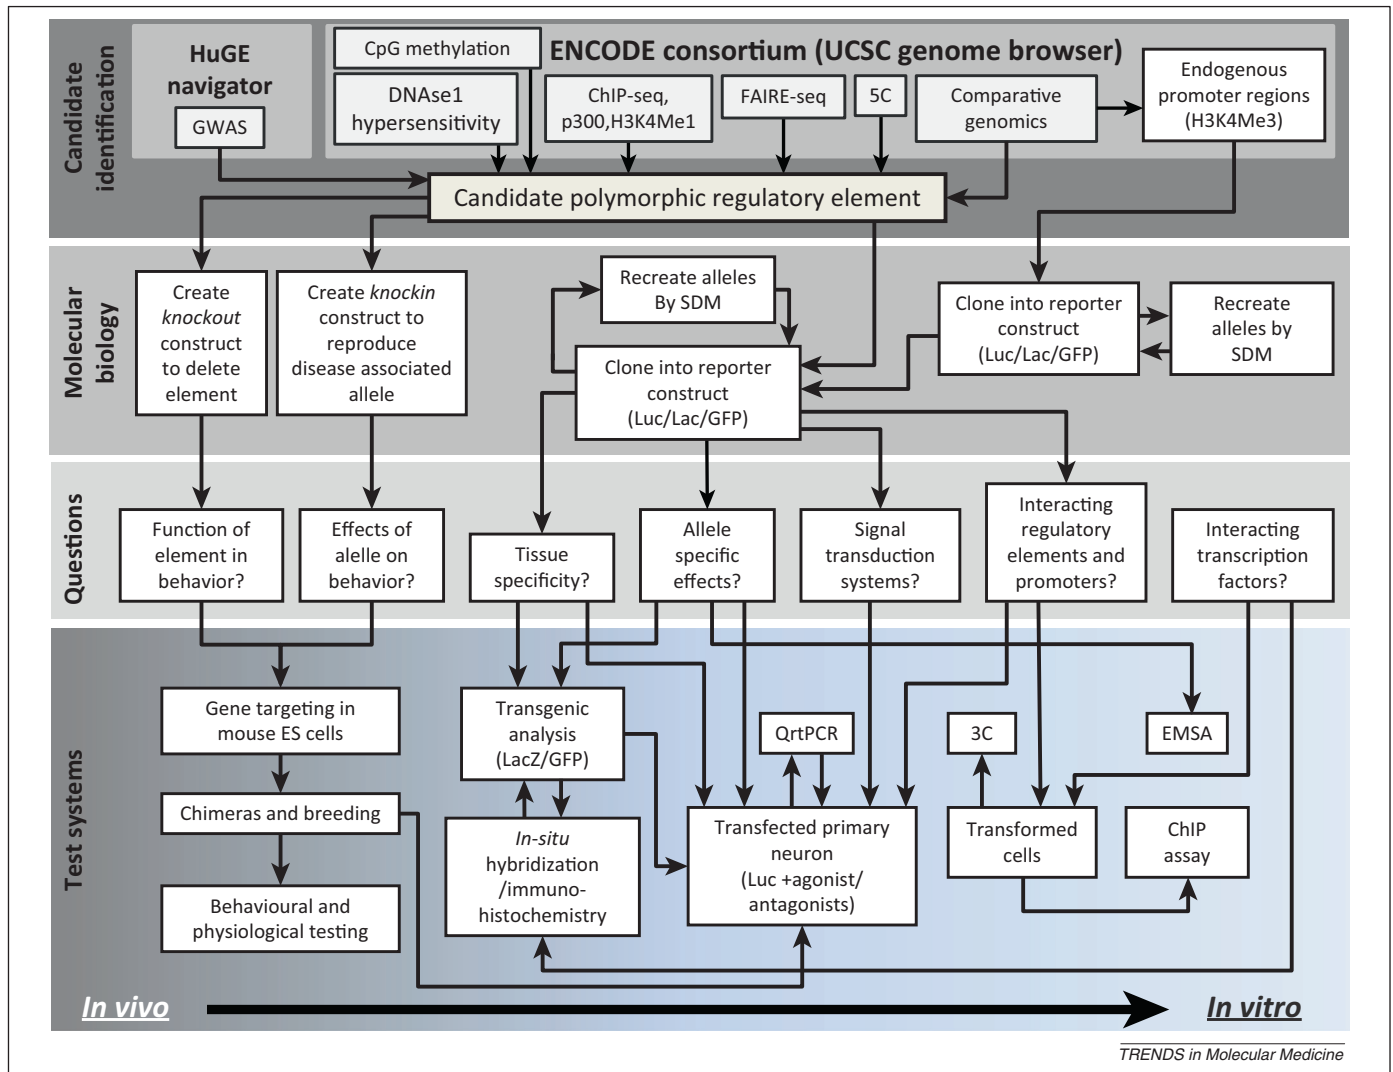 Candidate
identification
HuGE
navigator
GWAS
CpG methylation
ENCODE consortium (UCSC genome browser)
DNAse1
hypersensitivity
ChIP-seq,
p300,H3K4Me1
FAIRE-seq
5C
Comparative
genomics
Endogenous
promoter regions
(H3K4Me3)
Candidate polymorphic regulatory element
Molecular
biology
Create
knockout
construct
to delete
element
Create knockin
construct to
reproduce
disease associated
allele
Recreate alleles
By SDM
Clone into reporter
construct
(Luc/Lac/GFP)
Clone into reporter
construct
(Luc/Lac/GFP)
Recreate
alleles by
SDM
Questions
Function of
element in
behavior?
Effects of
alelle on
behavior?
Tissue
specificity?
Allele
specific
effects?
Signal
transduction
systems?
Interacting
regulatory
elements and
promoters?
Interacting
transcription
factors?
Test systems
Gene targeting in
mouse ES cells
Chimeras and breeding
Behavioural and
physiological testing
Transgenic
analysis
(LacZ/GFP)
In-situ
hybridization
/immuno-
histochemistry
QrtPCR
Transfected primary
neuron
(Luc +agonist/
antagonists)
3C
Transformed
cells
EMSA
ChIP
assay
In vivo
In vitro
TRENDS in Molecular Medicine